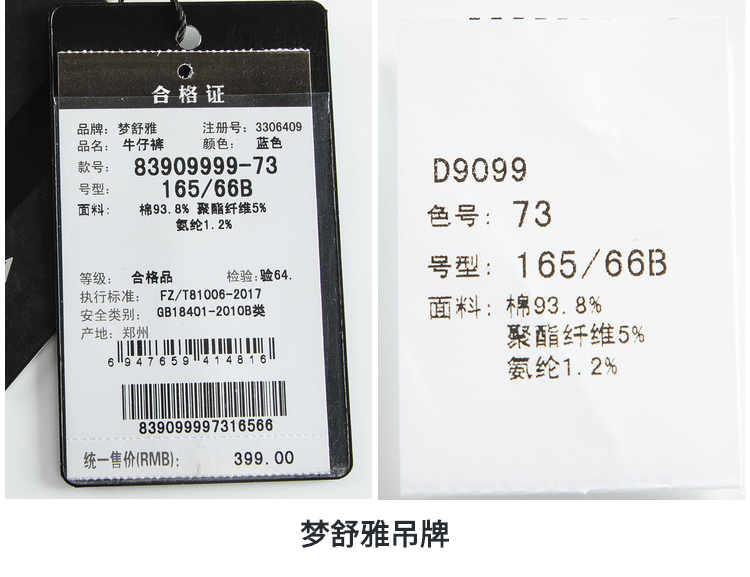 合格证
品牌：梦舒雅 注册号：3306409
品名：牛仔裤 颜色：蓝色
款号：83909999-73
号型：165/66B
面料：棉93.8% 聚酯纤维5%
氨纶1.2%
等级：合格品 检验：验64.
执行标准：FZ/T81006-2017
安全类别：GB18401-2010B类
产地：郑州
6947659414816
839099997316566
统一售价(RMB)：399.00
D9099
色号：73
号型：165/66B
面料：棉93.8%
聚酯纤维5%
氨纶1.2%
梦舒雅吊牌